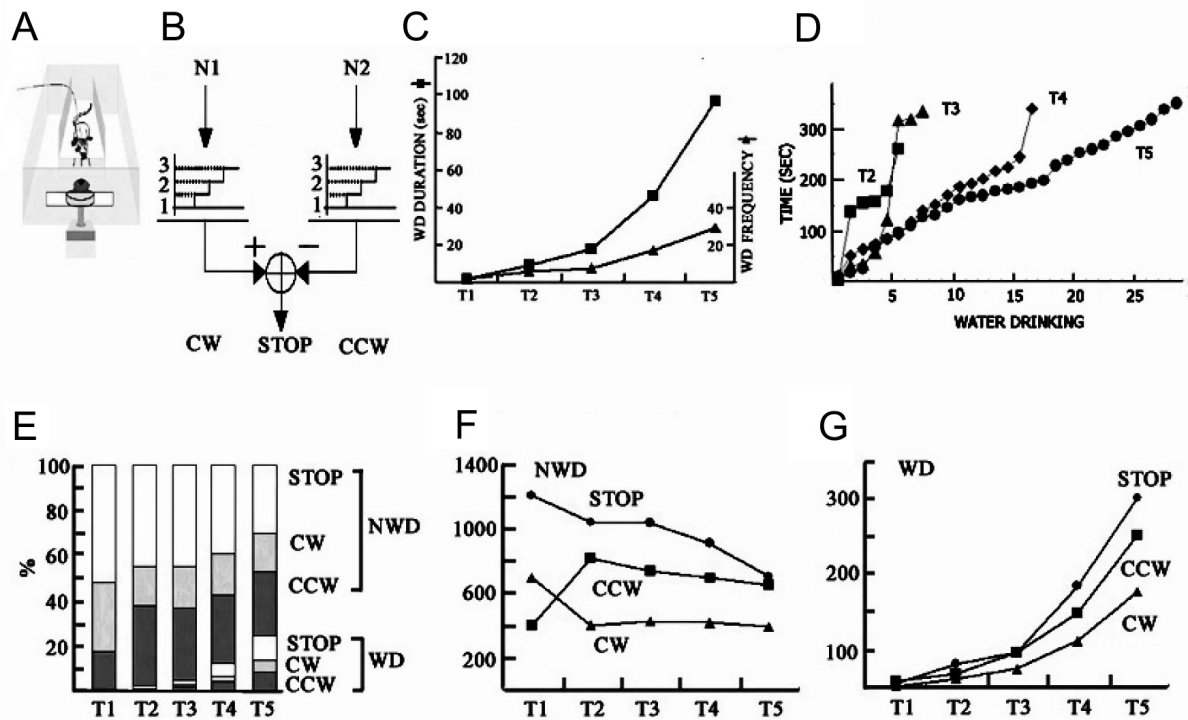 A
B
N1
N2
3
2
1
3
2
1
+
−
CW
STOP
CCW
C
WD DURATION (sec)
120
100
80
60
40
20
WD FREQUENCY
40
20
T1
T2
T3
T4
T5
D
TIME (SEC)
300
200
100
T2
T3
T4
T5
5
10
15
20
25
WATER DRINKING
E
%
100
80
60
40
20
STOP
CW
CCW
NWD
STOP
CW
CCW
WD
T1
T2
T3
T4
T5
F
1400
1000
600
200
NWD
STOP
CCW
CW
T1
T2
T3
T4
T5
G
300
200
100
WD
STOP
CCW
CW
T1
T2
T3
T4
T5